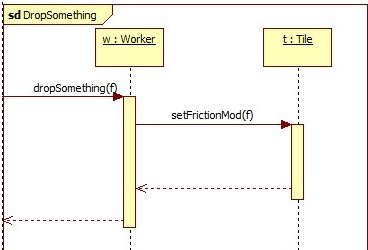 sd DropSomething
w : Worker
t : Tile
dropSomething(f)
setFrictionMod(f)